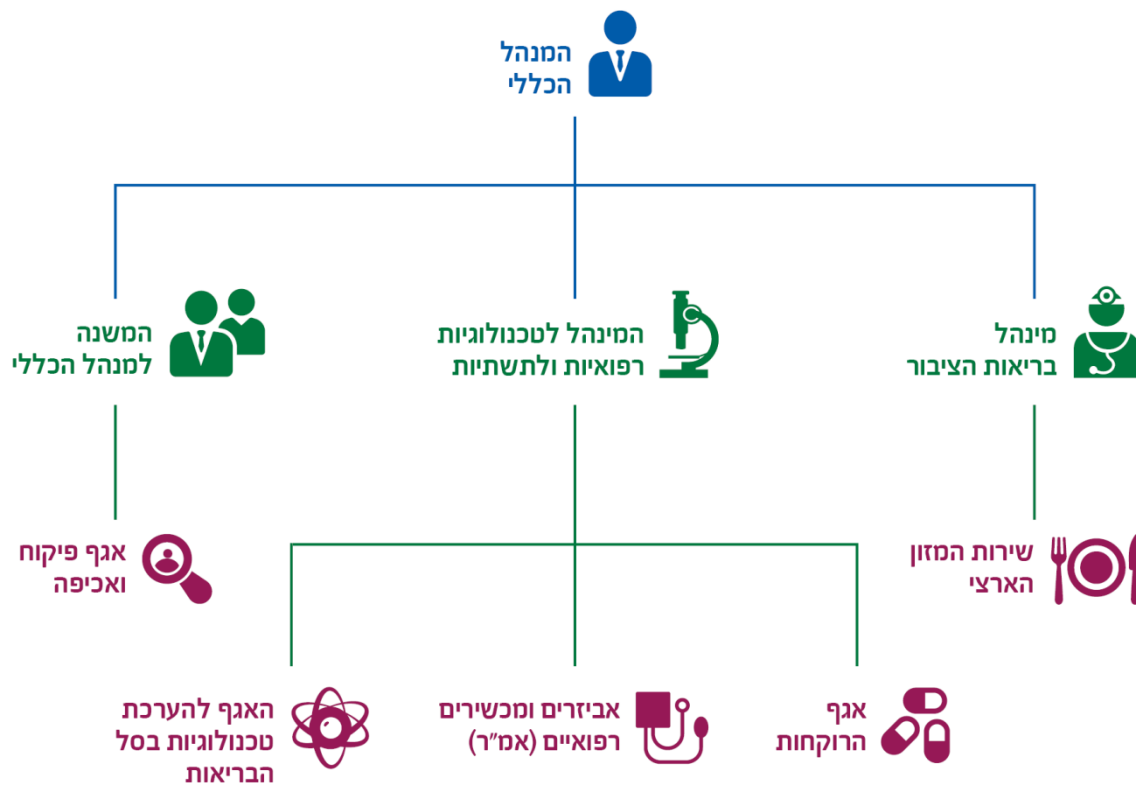 המנהל
הכללי
מינהל
בריאות הציבור
המינהל לטכנולוגיות
רפואיות ולתשתיות
המשנה
למנהל הכללי
שירות המזון
הארצי
אגף פיקוח
ואכיפה
אגף
הרוקחות
אביזרים ומכשירים
רפואיים (אמ"ר)
האגף להערכת
טכנולוגיות בסל
הבריאות